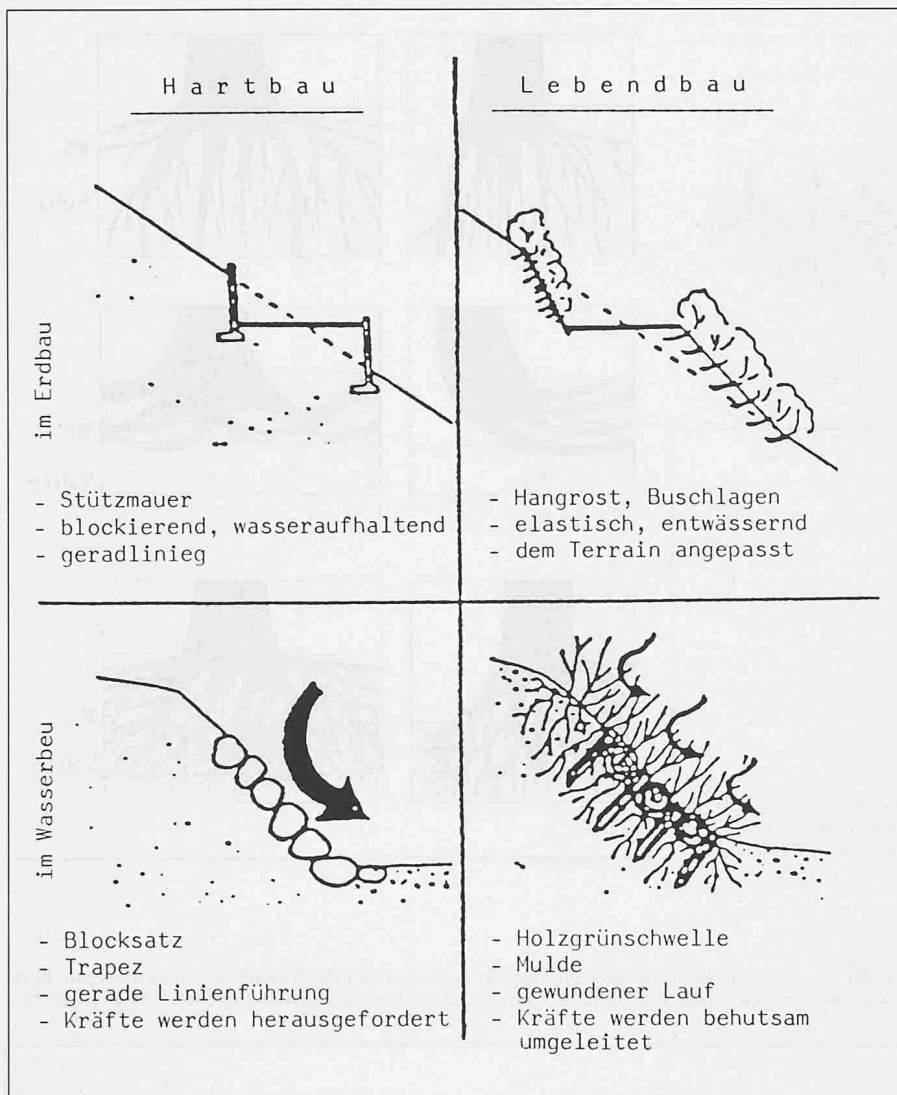 Hartbau
Lebendbau
im Erdbau
- Stützmauer
- blockierend, wasseraufhaltend
- geradlinieg
- Hangrost, Buschlagen
- elastisch, entwässernd
- dem Terrain angepasst
im Wasserbeu
- Blocksatz
- Trapez
- gerade Linienführung
- Kräfte werden herausgefordert
- Holzgrünschwelle
- Mulde
- gewundener Lauf
- Kräfte werden behutsam
umgeleitet